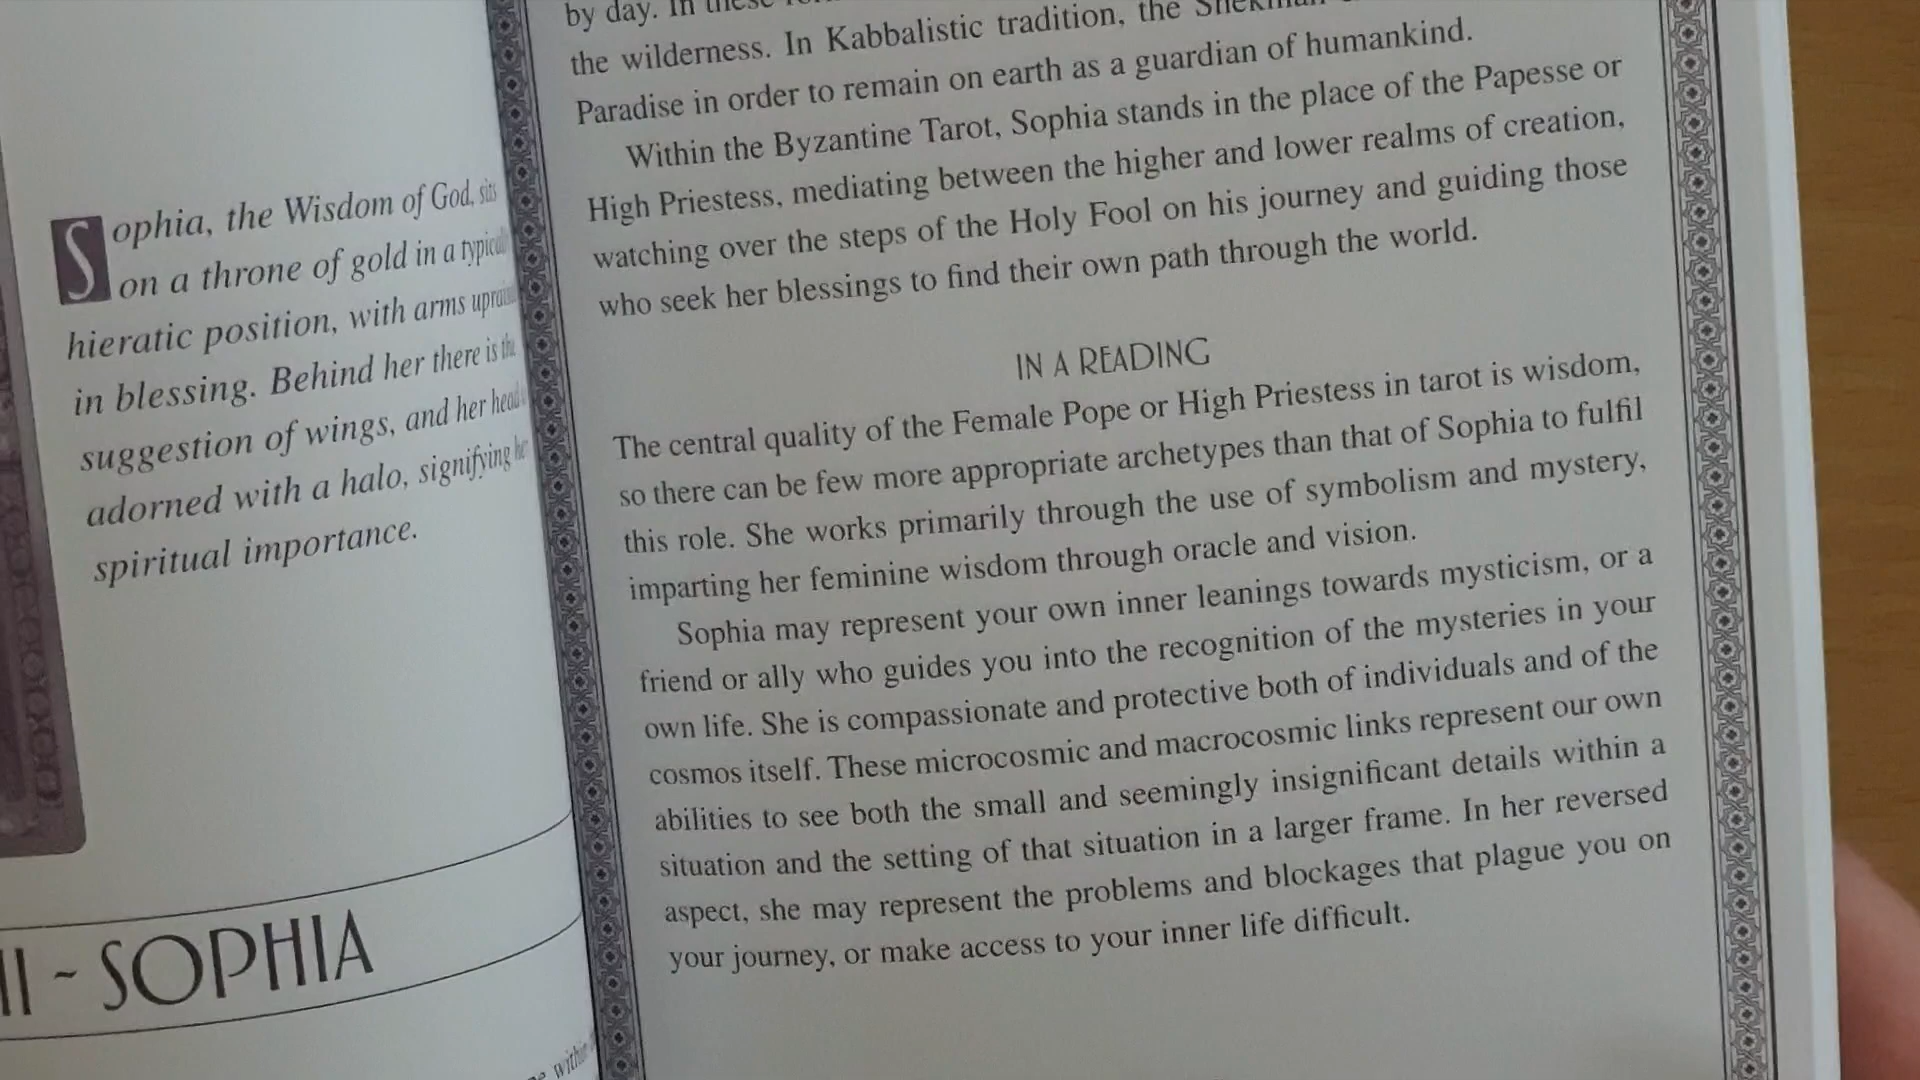 Sophia, the Wisdom of God, sits
on a throne of gold in a
hieratic position, with arms
in blessing. Behind her there is the
suggestion of wings, and her head
adorned with a halo, signifying
spiritual importance.
II ~ SOPHIA
within
by day. In these
the wilderness. In Kabbalistic tradition, the
Paradise in order to remain on earth as a guardian of humankind.
Within the Byzantine Tarot, Sophia stands in the place of the Papesse or
High Priestess, mediating between the higher and lower realms of creation,
watching over the steps of the Holy Fool on his journey and guiding those
who seek her blessings to find their own path through the world.
IN A READING
The central quality of the Female Pope or High Priestess in tarot is wisdom,
so there can be few more appropriate archetypes than that of Sophia to fulfil
this role. She works primarily through the use of symbolism and mystery,
imparting her feminine wisdom through oracle and vision.
Sophia may represent your own inner leanings towards mysticism, or a
friend or ally who guides you into the recognition of the mysteries in your
own life. She is compassionate and protective both of individuals and of the
cosmos itself. These microcosmic and macrocosmic links represent our own
abilities to see both the small and seemingly insignificant details within a
situation and the setting of that situation in a larger frame. In her reversed
aspect, she may represent the problems and blockages that plague you on
your journey, or make access to your inner life difficult.